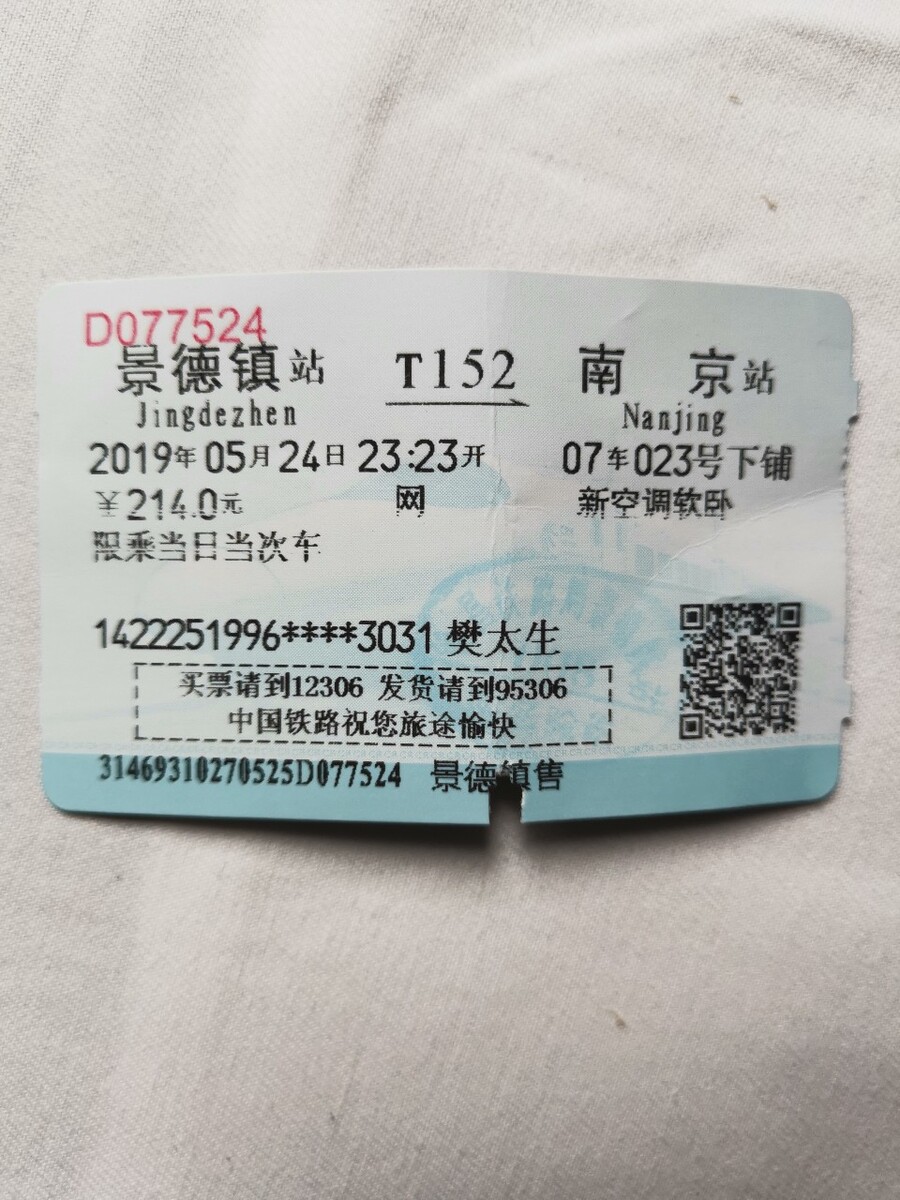 D077524
景德镇站 T152 南京站
Jingdezhen Nanjing
2019年05月24日23:23开 07车023号下铺
￥214.0元 网 新空调软卧
限乘当日当次车
1422251996****3031 樊太生
买票请到12306 发货请到95306
中国铁路祝您旅途愉快
31469310270525D077524 景德镇售